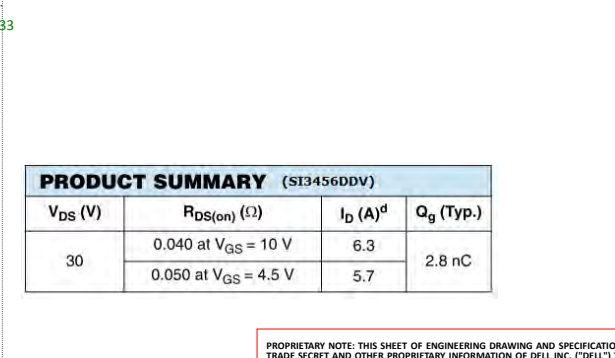 33
PRODUCT SUMMARY (SI3456DDV)
VDS (V) RDS(on) (Ω) ID (A)d Qg (Typ.)
30 0.040 at VGS = 10 V 6.3 2.8 nC
0.050 at VGS = 4.5 V 5.7
PROPRIETARY NOTE: THIS SHEET OF ENGINEERING DRAWING AND SPECIFICATIO
TRADE SECRET AND OTHER PROPRIETARY INFORMATION OF DELL INC. ("DELL")